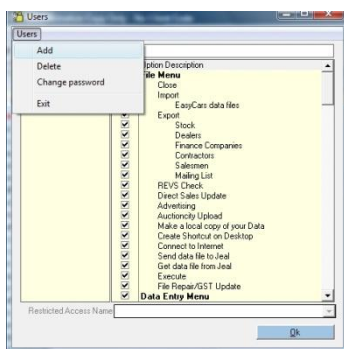 Users
Users
Add
Delete
Change password
Exit
ption Description
File Menu
Close
Import
EasyCars data files
Export
Stock
Dealers
Finance Companies
Contractors
Salesmen
Mailing List
REVS Check
Direct Sales Update
Advertising
Auctioncity Upload
Make a local copy of your Data
Create Shortcut on Desktop
Connect to Internet
Send data file to Jeal
Get data file from Jeal
Execute
File Repair/GST Update
Data Entry Menu
Restricted Access Name
Ok